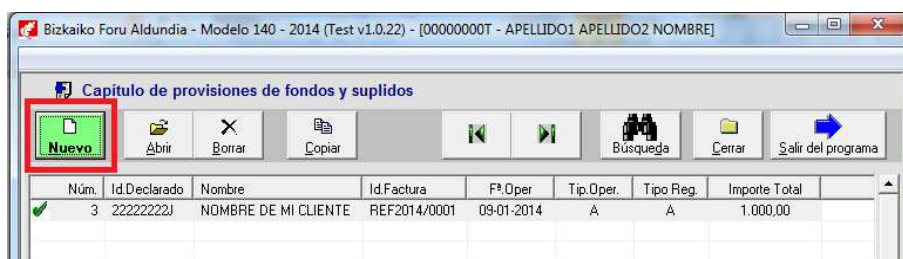 Bizkaiko Foru Aldundia - Modelo 140 - 2014 (Test v1.0.22) - [00000000T - APELLIDO1 APELLIDO2 NOMBRE]
Capítulo de provisiones de fondos y suplidos
Nuevo Abrir Borrar Copiar Búsqueda Cerrar Salir del programa
Núm. Id.Declarado Nombre Id.Factura Fª.Oper Tip.Oper. Tipo Reg. Importe Total
3 22222222J NOMBRE DE MI CLIENTE REF2014/0001 09-01-2014 A A 1.000,00